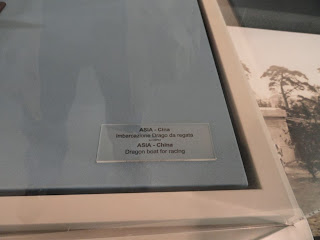 ASIA - Cina
Imbarcazione Drago da regata
ASIA - China
Dragon boat for racing